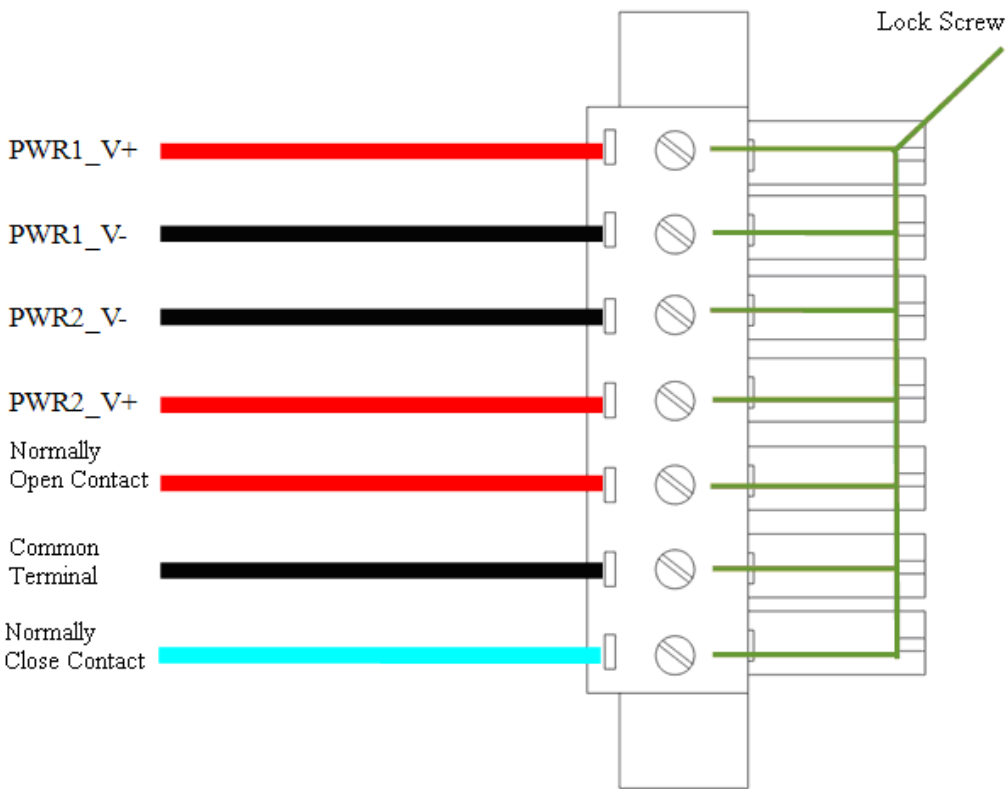 Lock Screw
PWR1_V+
PWR1_V-
PWR2_V-
PWR2_V+
Normally
Open Contact
Common
Terminal
Normally
Close Contact